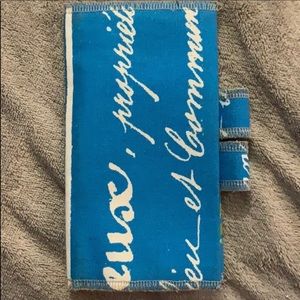 eux, propriét
ieu et Commun